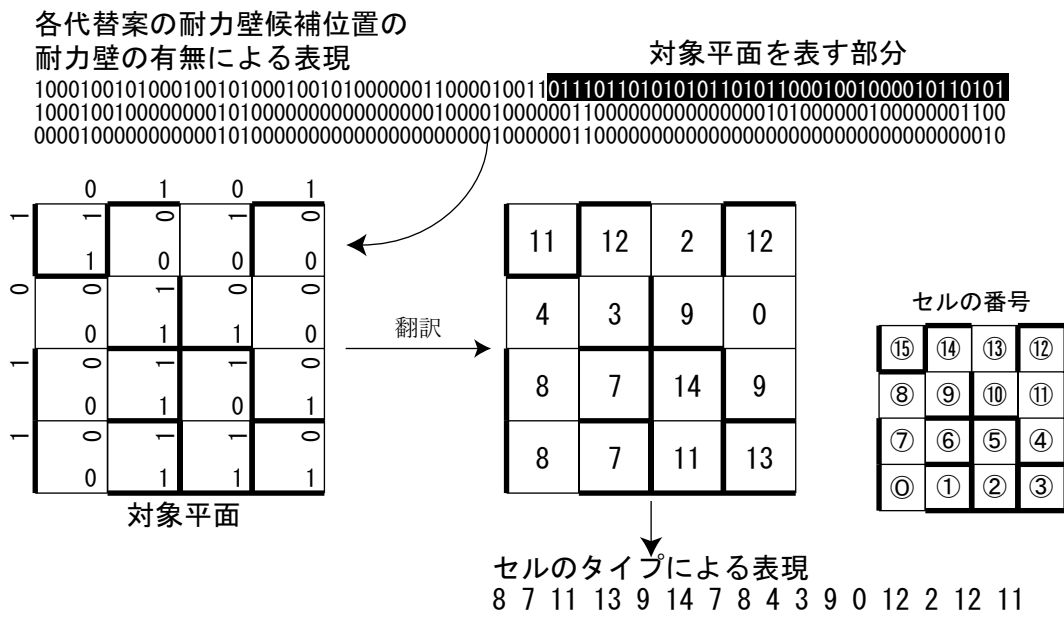 各代替案の耐力壁候補位置の
耐力壁の有無による表現
対象平面を表す部分
1000100101000100101000100101000000110000100110111011010101011010110001001000010110101
1000100100000000101000000000000000010000100000011000000000000000101000000100000001100
0000100000000000010100000000000000000000100000011000000000000000000000000000000000010
0 1 0 1
1 1 0 1 0
1 0 0 0
0 0 1 0 0
0 1 1 0
1 0 1 1 0
0 1 0 1
1 0 1 1 0
0 1 1 1
対象平面
翻訳
11 12 2 12
4 3 9 0
8 7 14 9
8 7 11 13
セルの番号
⑮ ⑭ ⑬ ⑫
⑧ ⑨ ⑩ ⑪
⑦ ⑥ ⑤ ④
⓪ ① ② ③
セルのタイプによる表現
8 7 11 13 9 14 7 8 4 3 9 0 12 2 12 11